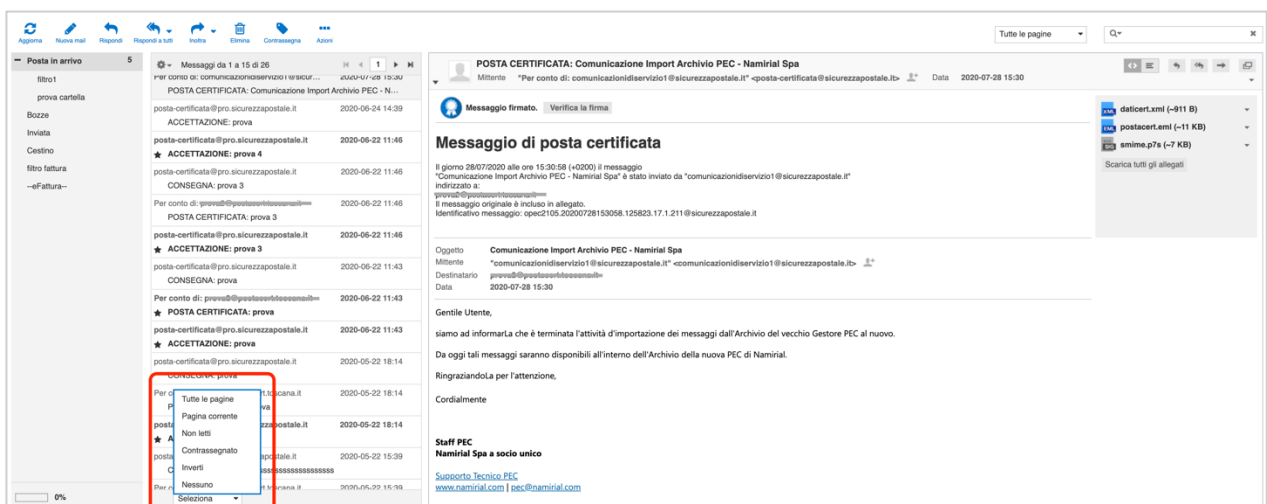 Aggiorna Nuova mail Rispondi Rispondi a tutti Inoltra Elimina Contrassegna Azioni
Tutte le pagine
Posta in arrivo 5
filtro1
prova cartella
Bozze
Inviata
Cestino
filtro fattura
--eFattura--
0%
Messaggi da 1 a 15 di 26
1
Per conto di: comunicazionidiservizio1@sicur... 2020-07-28 15:30
POSTA CERTIFICATA: Comunicazione Import Archivio PEC - N...
posta-certificata@pro.sicurezzapostale.it 2020-06-24 14:39
ACCETTAZIONE: prova
posta-certificata@pro.sicurezzapostale.it 2020-06-22 11:46
★ ACCETTAZIONE: prova 4
posta-certificata@pro.sicurezzapostale.it 2020-06-22 11:46
CONSEGNA: prova 3
Per conto di: 2020-06-22 11:46
POSTA CERTIFICATA: prova 3
posta-certificata@pro.sicurezzapostale.it 2020-06-22 11:46
★ ACCETTAZIONE: prova 3
posta-certificata@pro.sicurezzapostale.it 2020-06-22 11:43
CONSEGNA: prova
Per conto di: 2020-06-22 11:43
★ POSTA CERTIFICATA: prova
posta-certificata@pro.sicurezzapostale.it 2020-06-22 11:43
★ ACCETTAZIONE: prova
posta-certificata@pro.sicurezzapostale.it 2020-05-22 18:14
CONSEGNA: prova
2020-05-22 18:14
2020-05-22 18:14
2020-05-22 15:39
2020-05-22 15:39
Tutte le pagine
Pagina corrente
Non letti
Contrassegnato
Inverti
Nessuno
Seleziona
POSTA CERTIFICATA: Comunicazione Import Archivio PEC - Namirial Spa
Mittente "Per conto di: comunicazionidiservizio1@sicurezzapostale.it" <posta-certificata@sicurezzapostale.it> Data 2020-07-28 15:30
Messaggio firmato. Verifica la firma
Messaggio di posta certificata
Il giorno 28/07/2020 alle ore 15:30:58 (+0200) il messaggio
"Comunicazione Import Archivio PEC - Namirial Spa" è stato inviato da "comunicazionidiservizio1@sicurezzapostale.it"
indirizzato a:
Il messaggio originale è incluso in allegato.
Identificativo messaggio: opec2105.20200728153058.125823.17.1.211@sicurezzapostale.it
Oggetto Comunicazione Import Archivio PEC - Namirial Spa
Mittente "comunicazionidiservizio1@sicurezzapostale.it" <comunicazionidiservizio1@sicurezzapostale.it>
Destinatario
Data 2020-07-28 15:30
Gentile Utente,
siamo ad informarLa che è terminata l'attività d'importazione dei messaggi dall'Archivio del vecchio Gestore PEC al nuovo.
Da oggi tali messaggi saranno disponibili all'interno dell'Archivio della nuova PEC di Namirial.
RingraziandoLa per l'attenzione,
Cordialmente
Staff PEC
Namirial Spa a socio unico
Supporto Tecnico PEC
www.namirial.com | pec@namirial.com
daticert.xml (~911 B)
postacert.eml (~11 KB)
smime.p7s (~7 KB)
Scarica tutti gli allegati